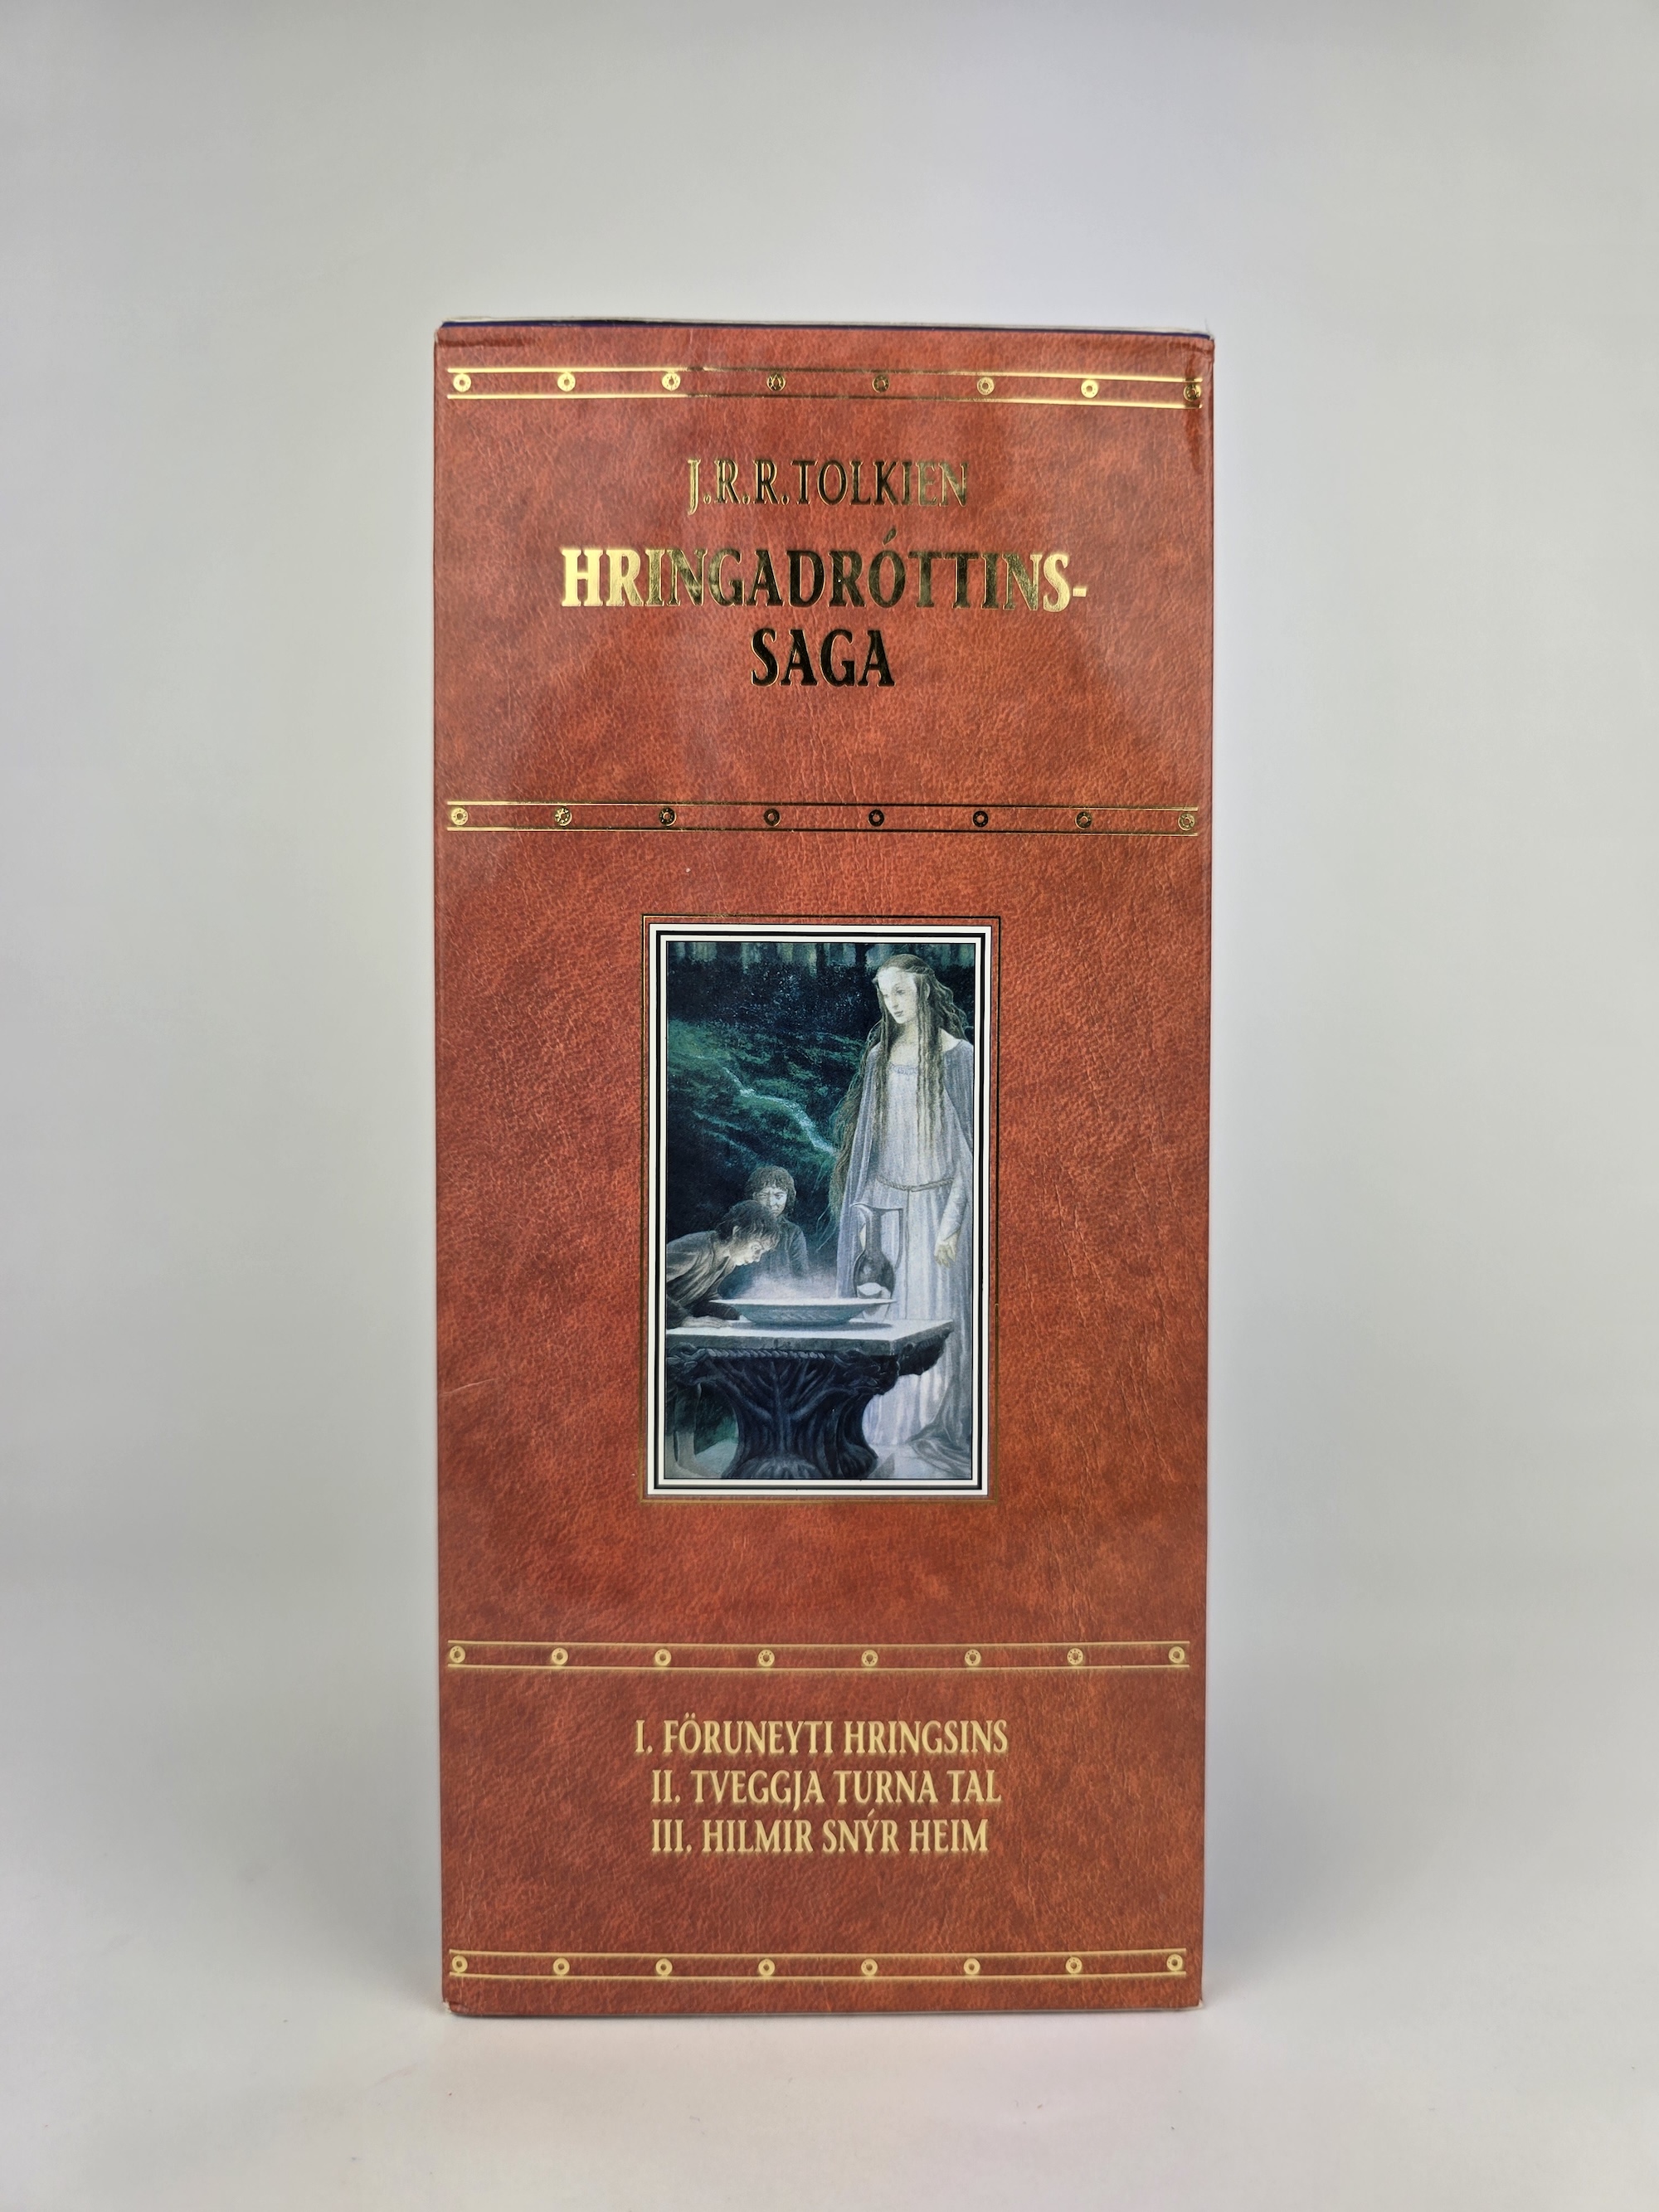 J.R.R.TOLKIEN
HRINGADRÓTTINS-
SAGA
I. FÖRUNEYTI HRINGSINS
II. TVEGGJA TURNA TAL
III. HILMIR SNÝR HEIM